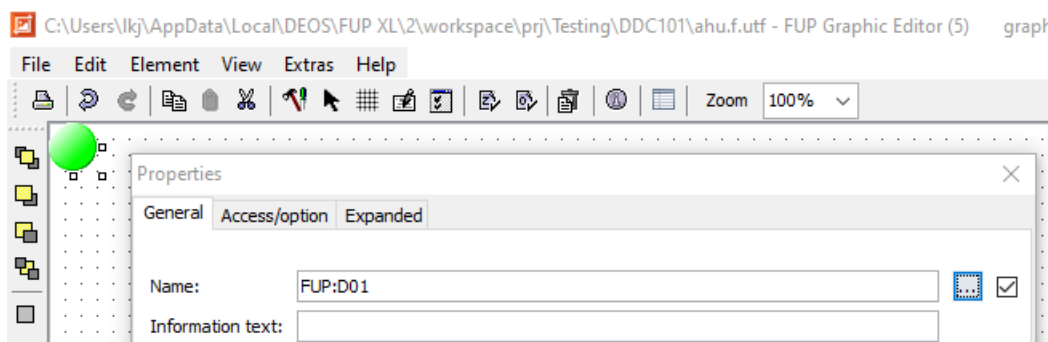 C:\Users\lkj\AppData\Local\DEOS\FUP XL\2\workspace\prj\Testing\DDC101\ahu.f.utf - FUP Graphic Editor (5) graph
File Edit Element View Extras Help
Zoom 100%
Properties
General Access/option Expanded
Name: FUP:D01 ...
Information text: